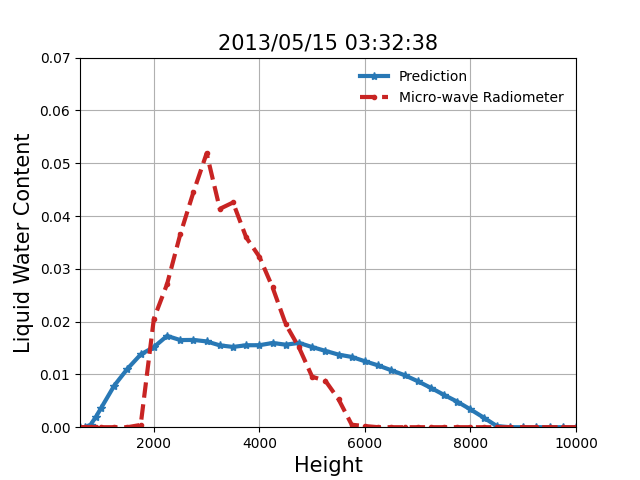 2013/05/15 03:32:38
0.07
0.06
0.05
0.04
0.03
0.02
0.01
0.00
Liquid Water Content
Prediction
Micro-wave Radiometer
2000 4000 6000 8000 10000
Height